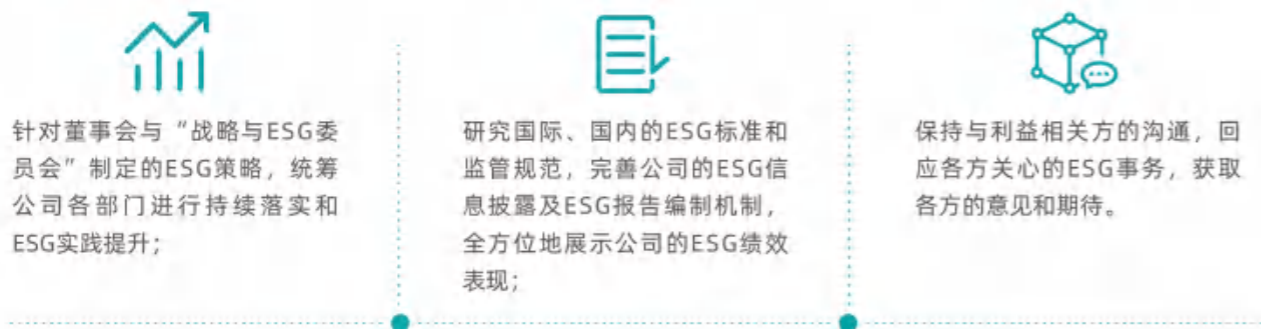 针对董事会与“战略与ESG委
员会”制定的ESG策略，统筹
公司各部门进行持续落实和
ESG实践提升；
研究国际、国内的ESG标准和
监管规范，完善公司的ESG信
息披露及ESG报告编制机制，
全方位地展示公司的ESG绩效
表现；
保持与利益相关方的沟通，回
应各方关心的ESG事务，获取
各方的意见和期待。